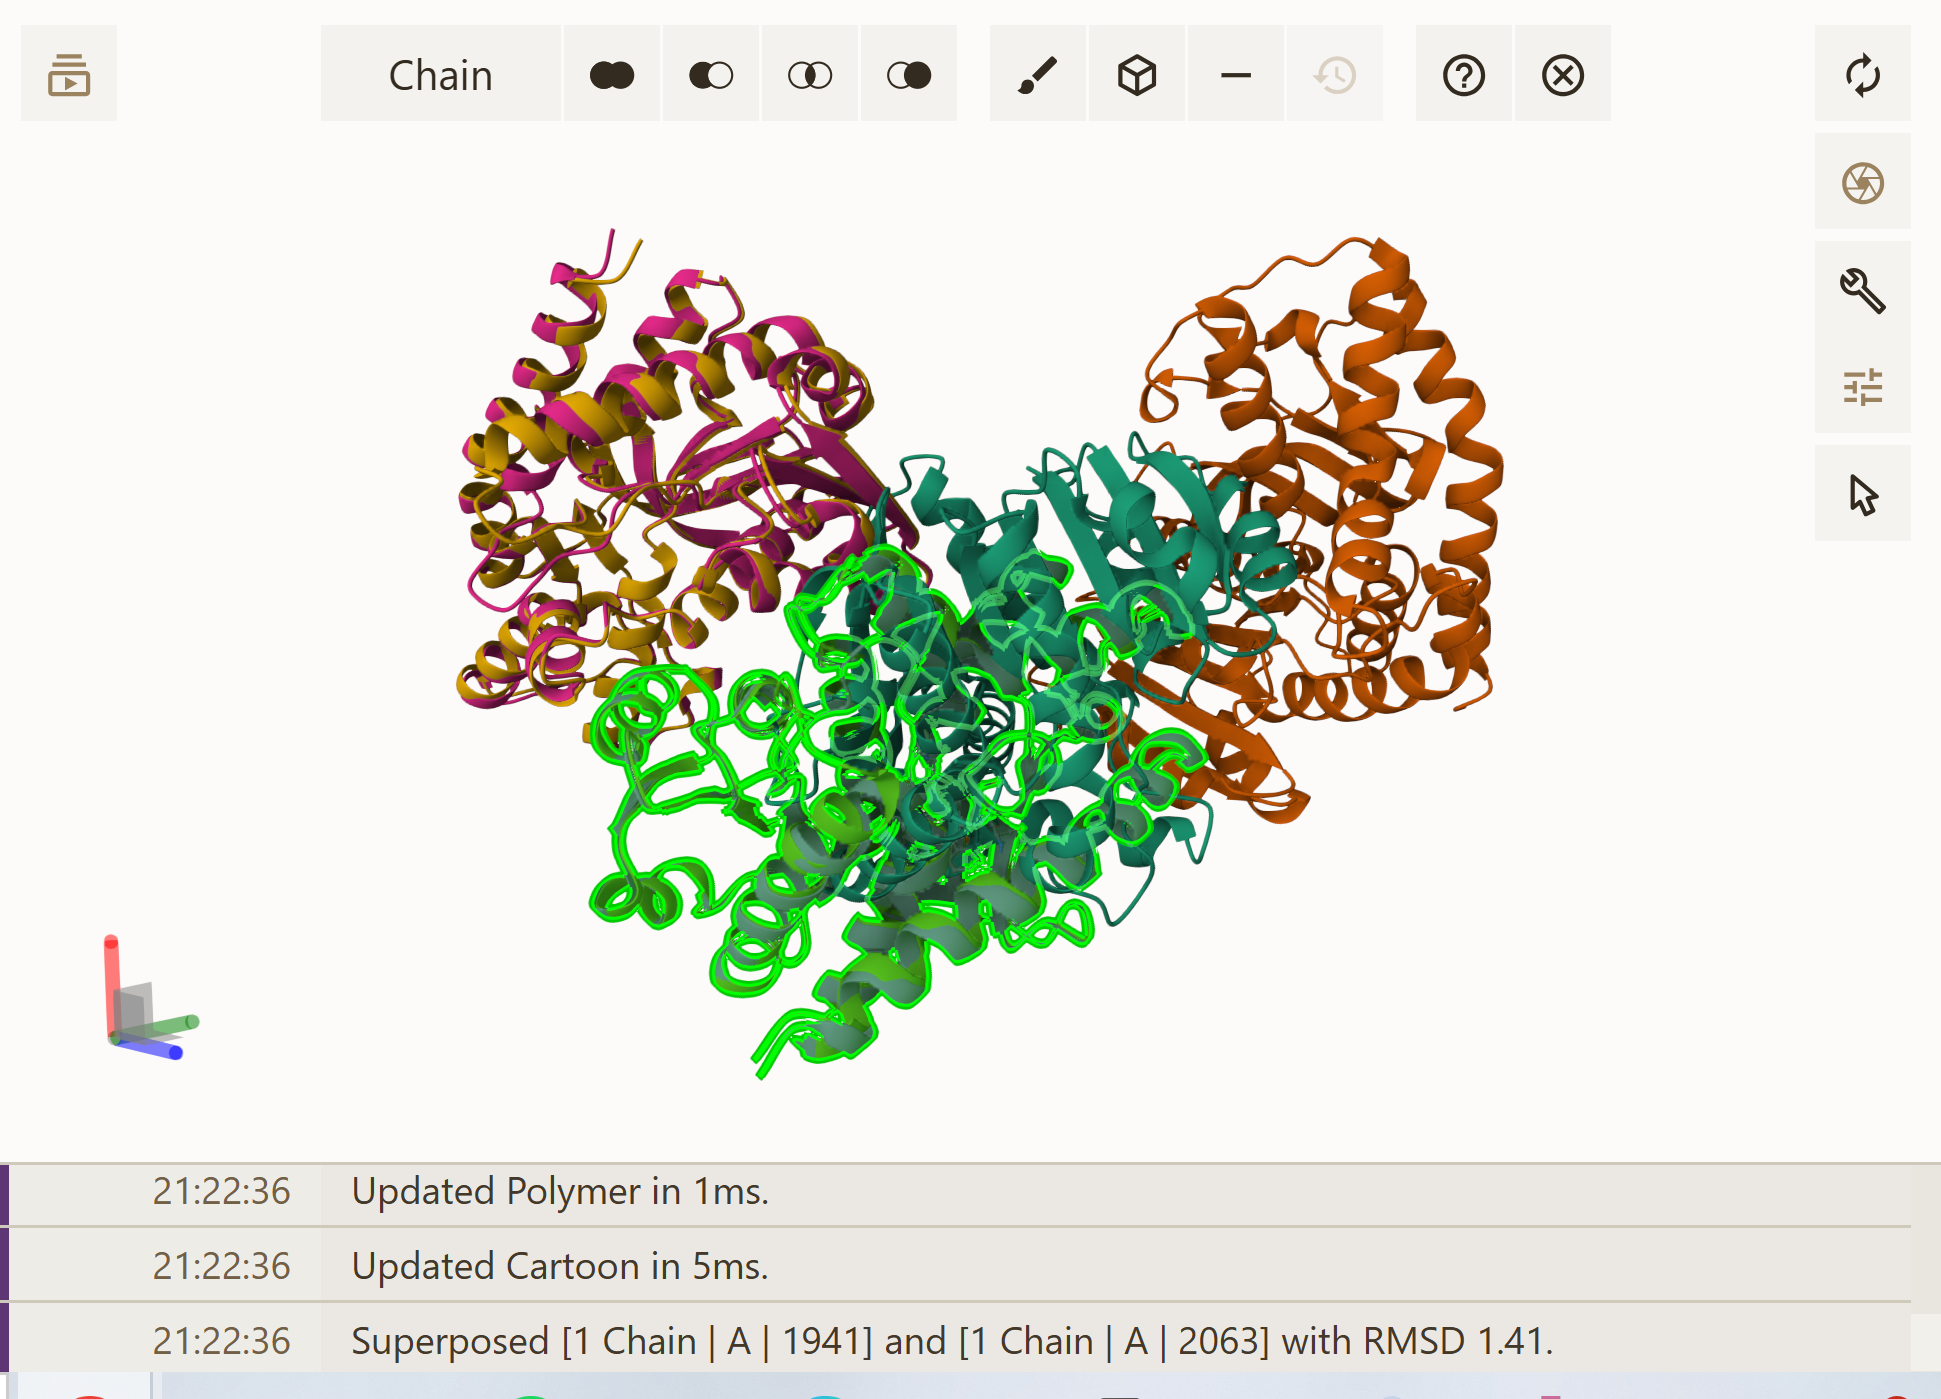 Chain
21:22:36 Updated Polymer in 1ms.
21:22:36 Updated Cartoon in 5ms.
21:22:36 Superposed [1 Chain | A | 1941] and [1 Chain | A | 2063] with RMSD 1.41.